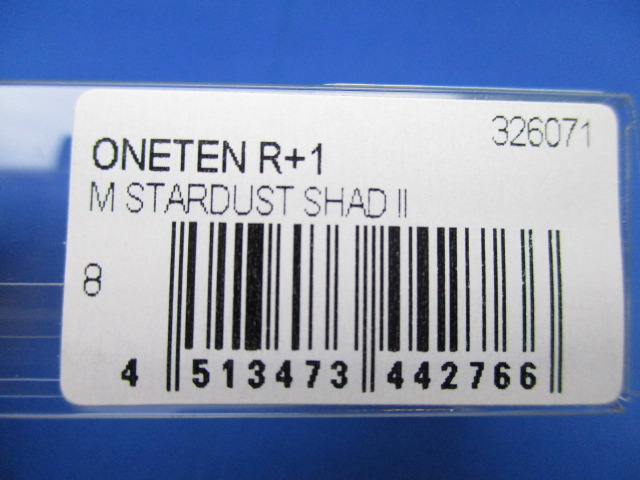 326071
ONETEN R+1
M STARDUST SHAD II
8
4 513473 442766